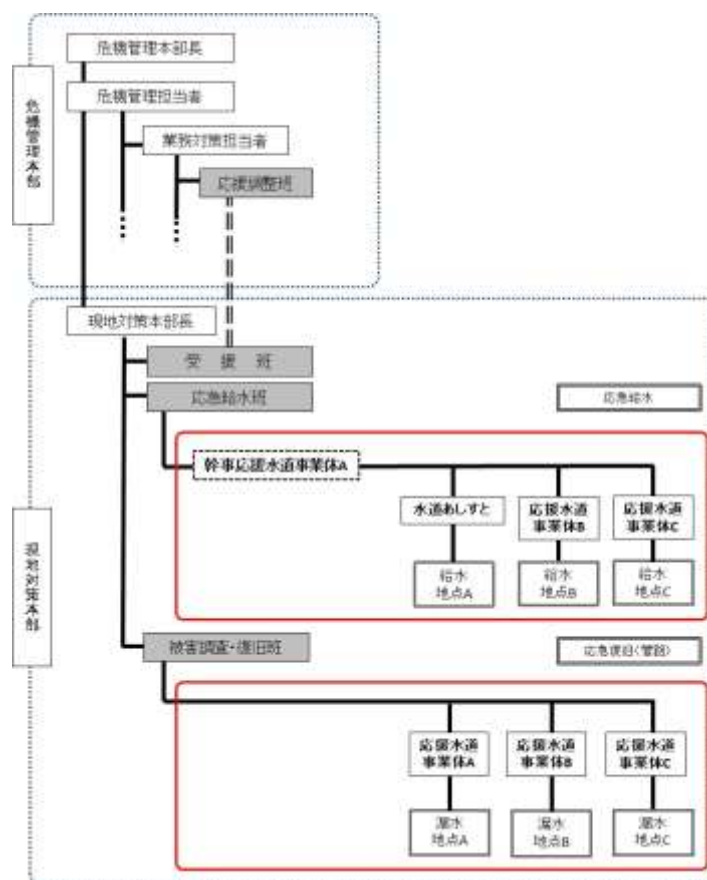 危機管理本部
危機管理本部長
危機管理担当者
業務対策担当者
応援調整班
現地対策本部
現地対策本部長
受　援　班
応急給水班
応急給水
幹事応援水道事業体A
水道あしすと
応援水道
事業体B
応援水道
事業体C
給水
地点A
給水
地点B
給水
地点C
被害調査・復旧班
応急復旧(管路)
応援水道
事業体A
応援水道
事業体B
応援水道
事業体C
漏水
地点A
漏水
地点B
漏水
地点C